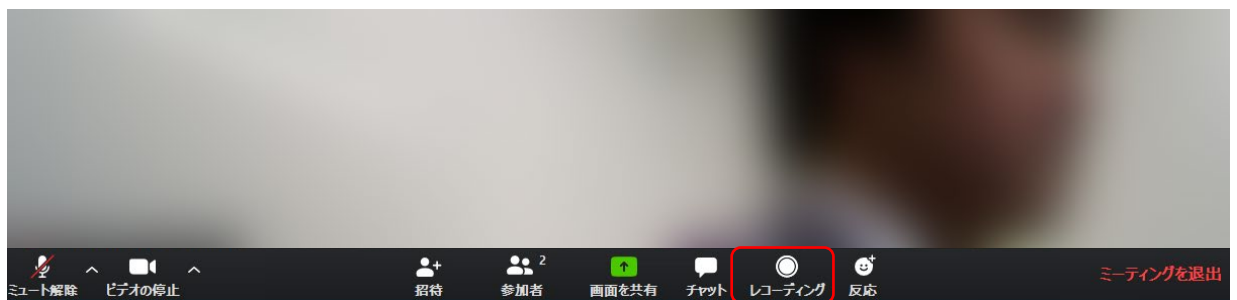 2
ミュート解除 ビデオの停止 招待 参加者 画面を共有 チャット レコーディング 反応 ミーティングを退出